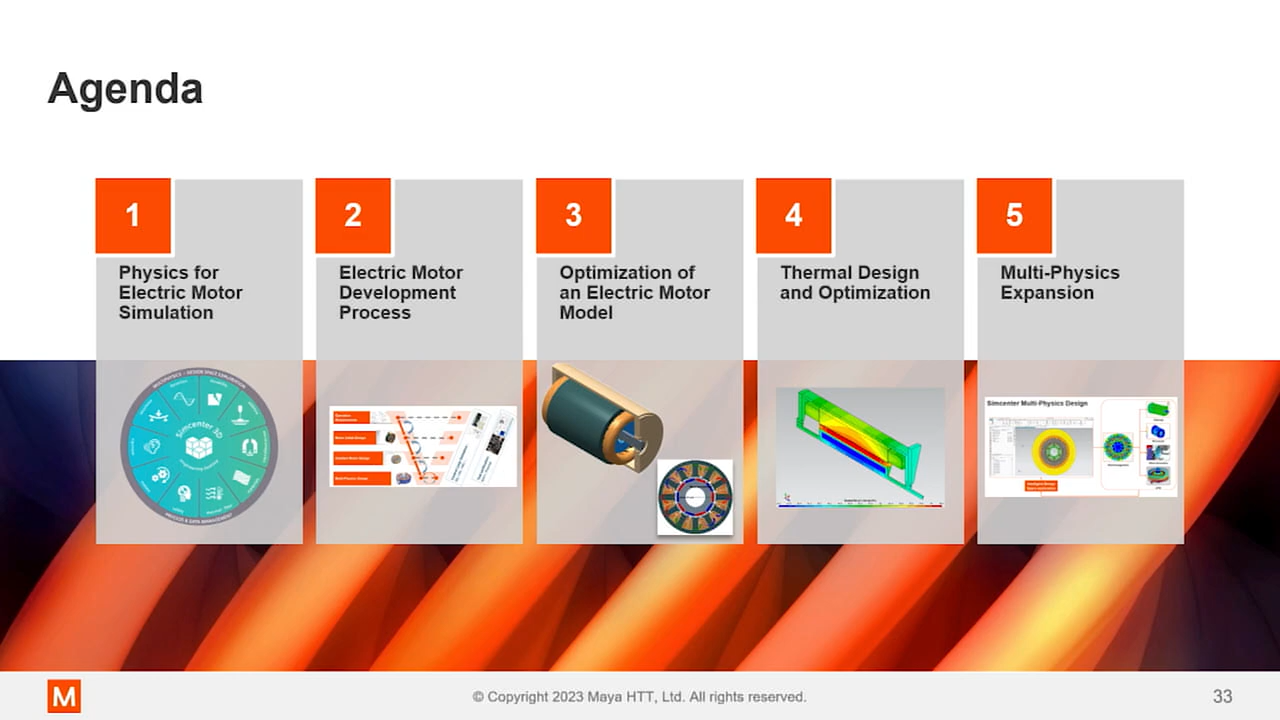 Agenda
1
Physics for
Electric Motor
Simulation
Simcenter 3D
2
Electric Motor
Development
Process
3
Optimization of
an Electric Motor
Model
4
Thermal Design
and Optimization
5
Multi-Physics
Expansion
Simcenter Multi-Physics Design
M
© Copyright 2023 Maya HTT, Ltd. All rights reserved.
33